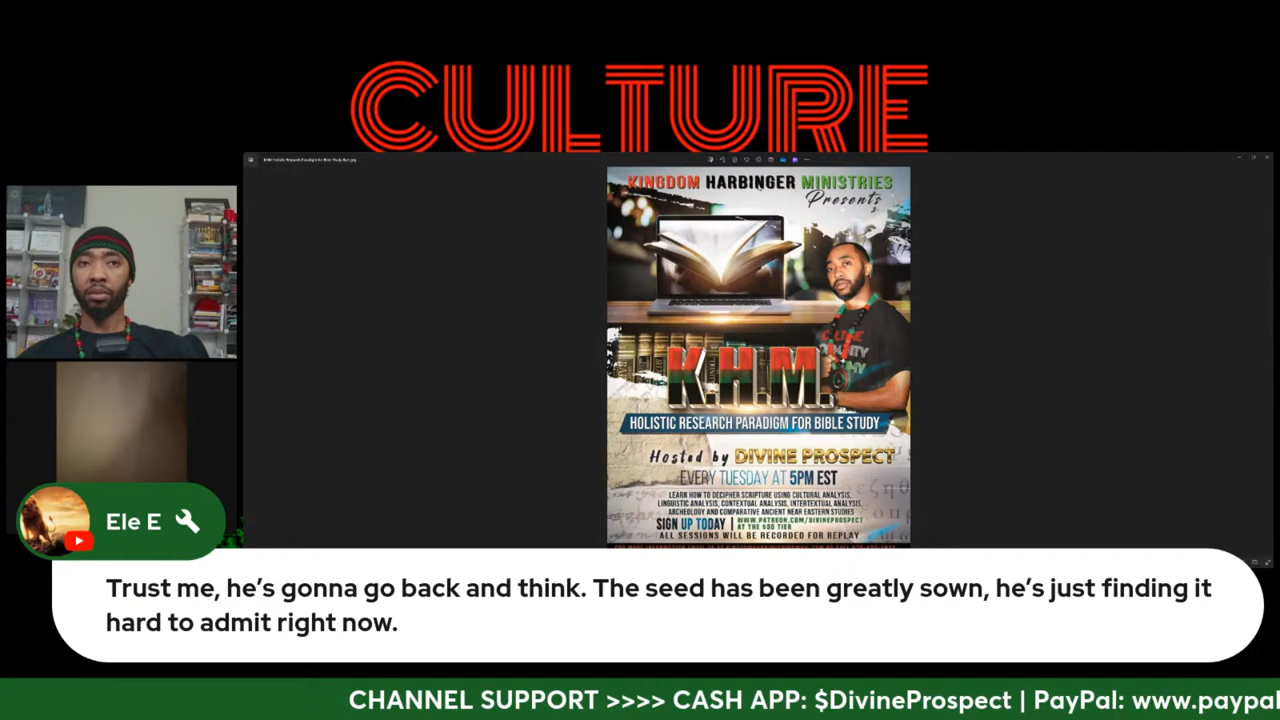 CULTURE
KINGDOM HARBINGER MINISTRIES
Presents
K.H.M.
HOLISTIC RESEARCH PARADIGM FOR BIBLE STUDY
Hosted by DIVINE PROSPECT
EVERY TUESDAY AT 5PM EST
LEARN HOW TO DECIPHER SCRIPTURE USING CULTURAL ANALYSIS,
LINGUISTIC ANALYSIS, CONTEXTUAL ANALYSIS, INTERTEXTUAL ANALYSIS,
ARCHEOLOGY AND COMPARATIVE ANCIENT NEAR EASTERN STUDIES
SIGN UP TODAY | WWW.PATREON.COM/DIVINEPROSPECT
AT THE $50 TIER
ALL SESSIONS WILL BE RECORDED FOR REPLAY
Ele E
Trust me, he's gonna go back and think. The seed has been greatly sown, he's just finding it
hard to admit right now.
CHANNEL SUPPORT >>>> CASH APP: $DivineProspect | PayPal: www.paypal